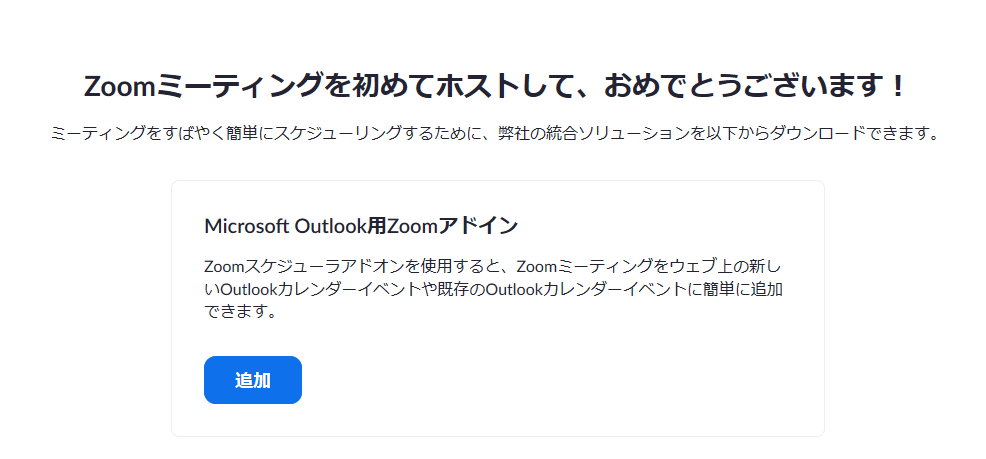 Zoomミーティングを初めてホストして、おめでとうございます！
ミーティングをすばやく簡単にスケジューリングするために、弊社の統合ソリューションを以下からダウンロードできます。
Microsoft Outlook用Zoomアドイン
Zoomスケジューラアドオンを使用すると、Zoomミーティングをウェブ上の新し
いOutlookカレンダーイベントや既存のOutlookカレンダーイベントに簡単に追加
できます。
追加